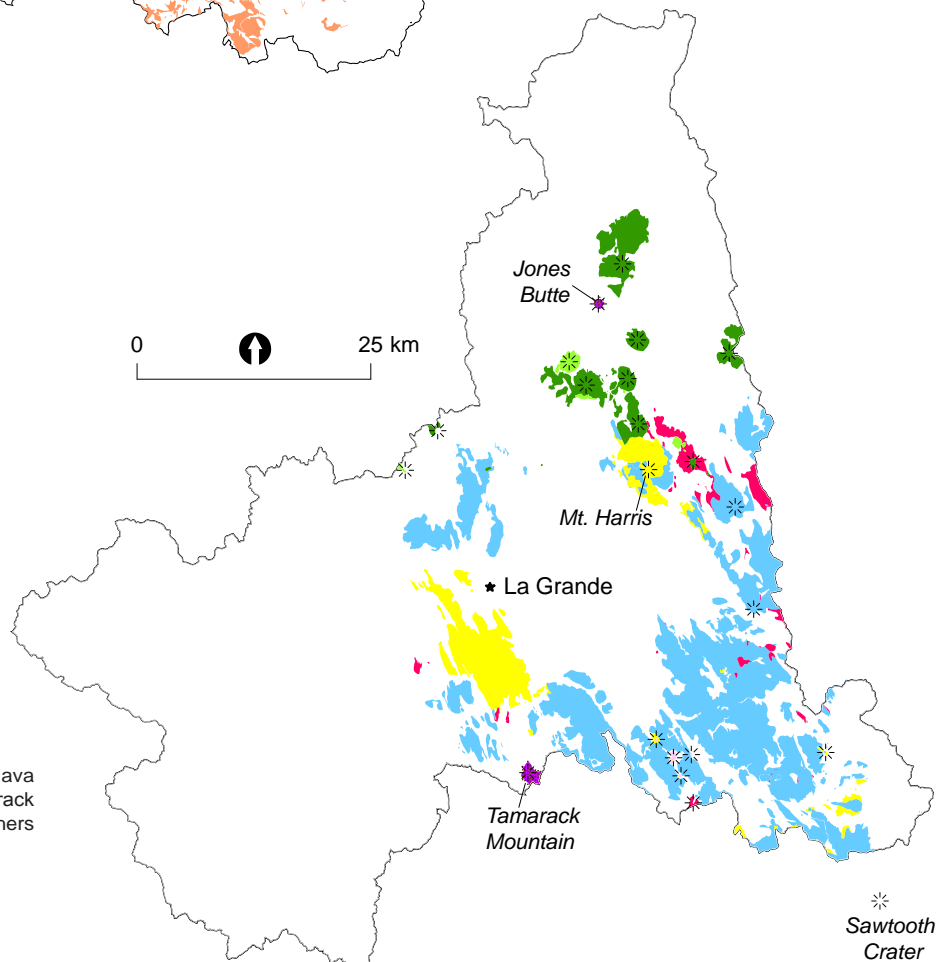 Jones
Butte
0 25 km
Mt. Harris
La Grande
Tamarack
Mountain
Sawtooth
Crater